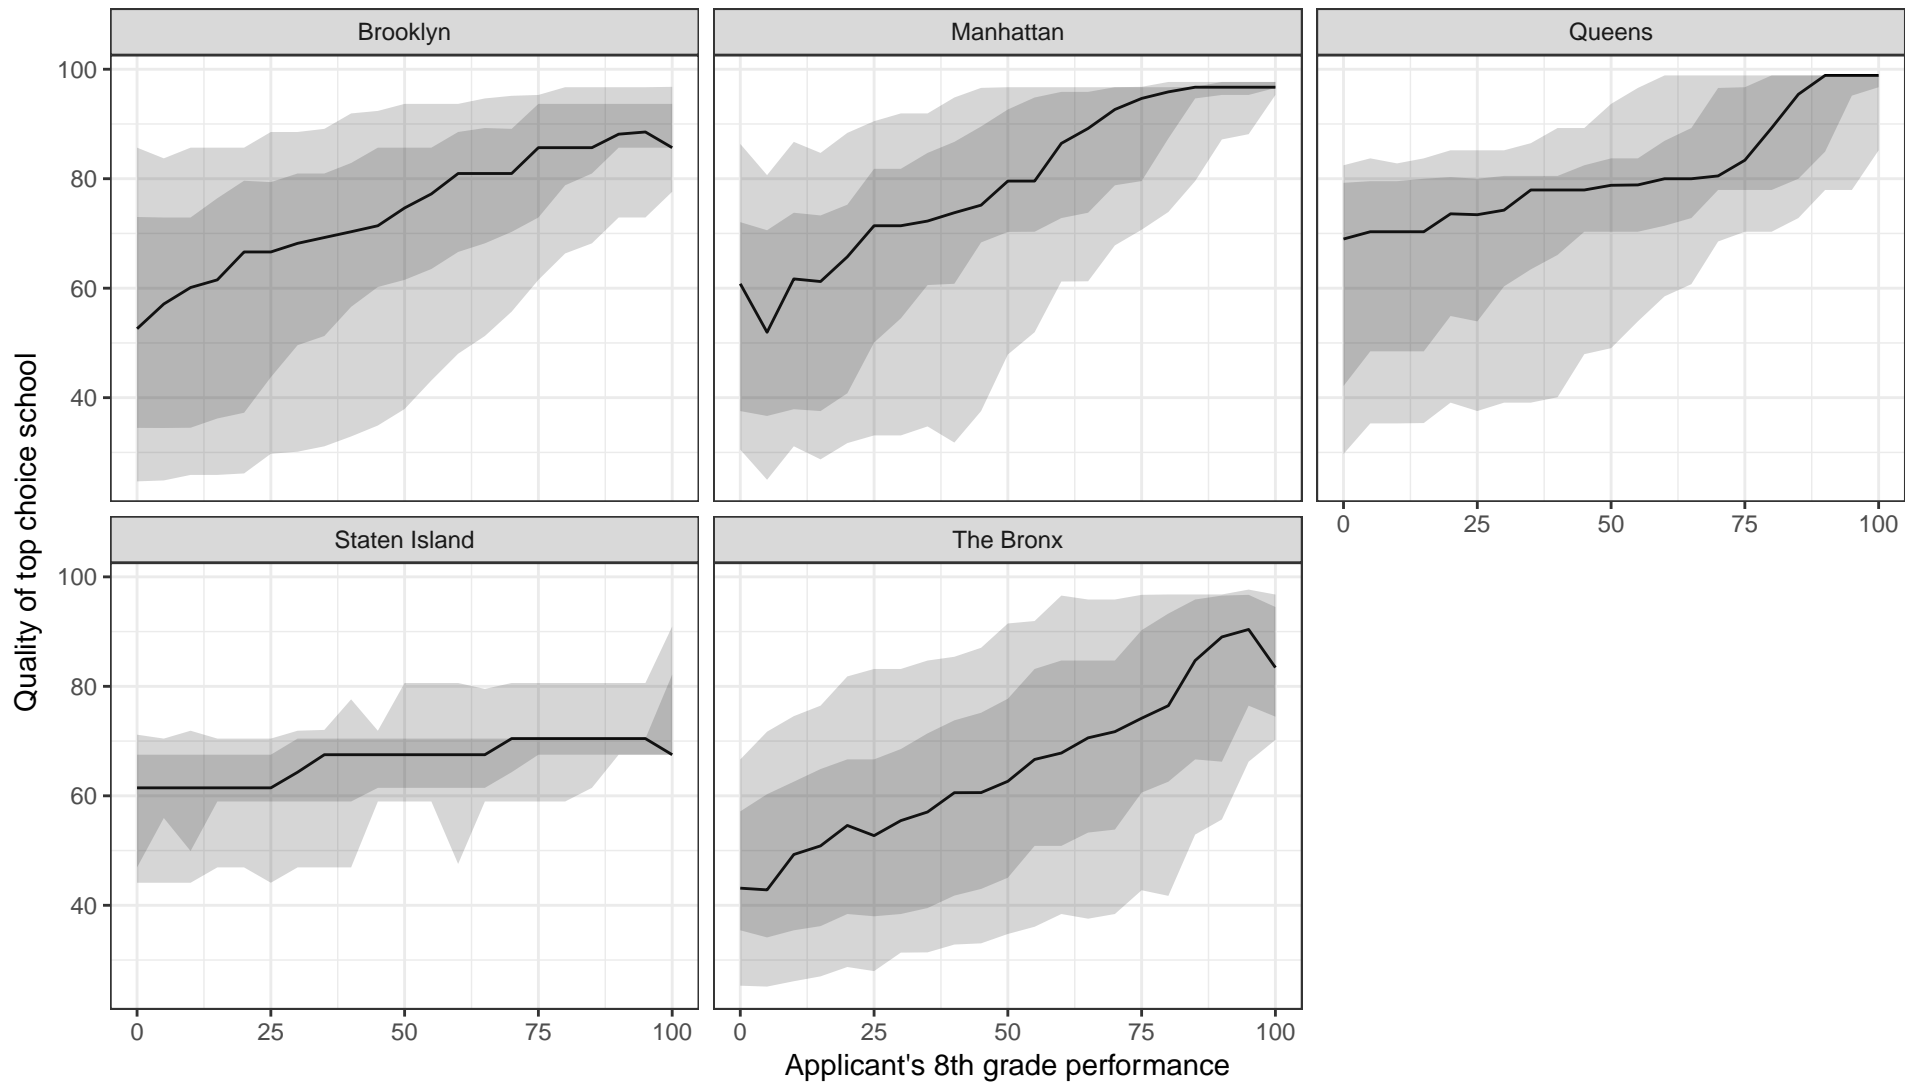 Brooklyn
Manhattan
Queens
100
80
60
40
0 25 50 75 100
Staten Island
The Bronx
100
80
60
40
0 25 50 75 100
0 25 50 75 100
Quality of top choice school
Applicant's 8th grade performance